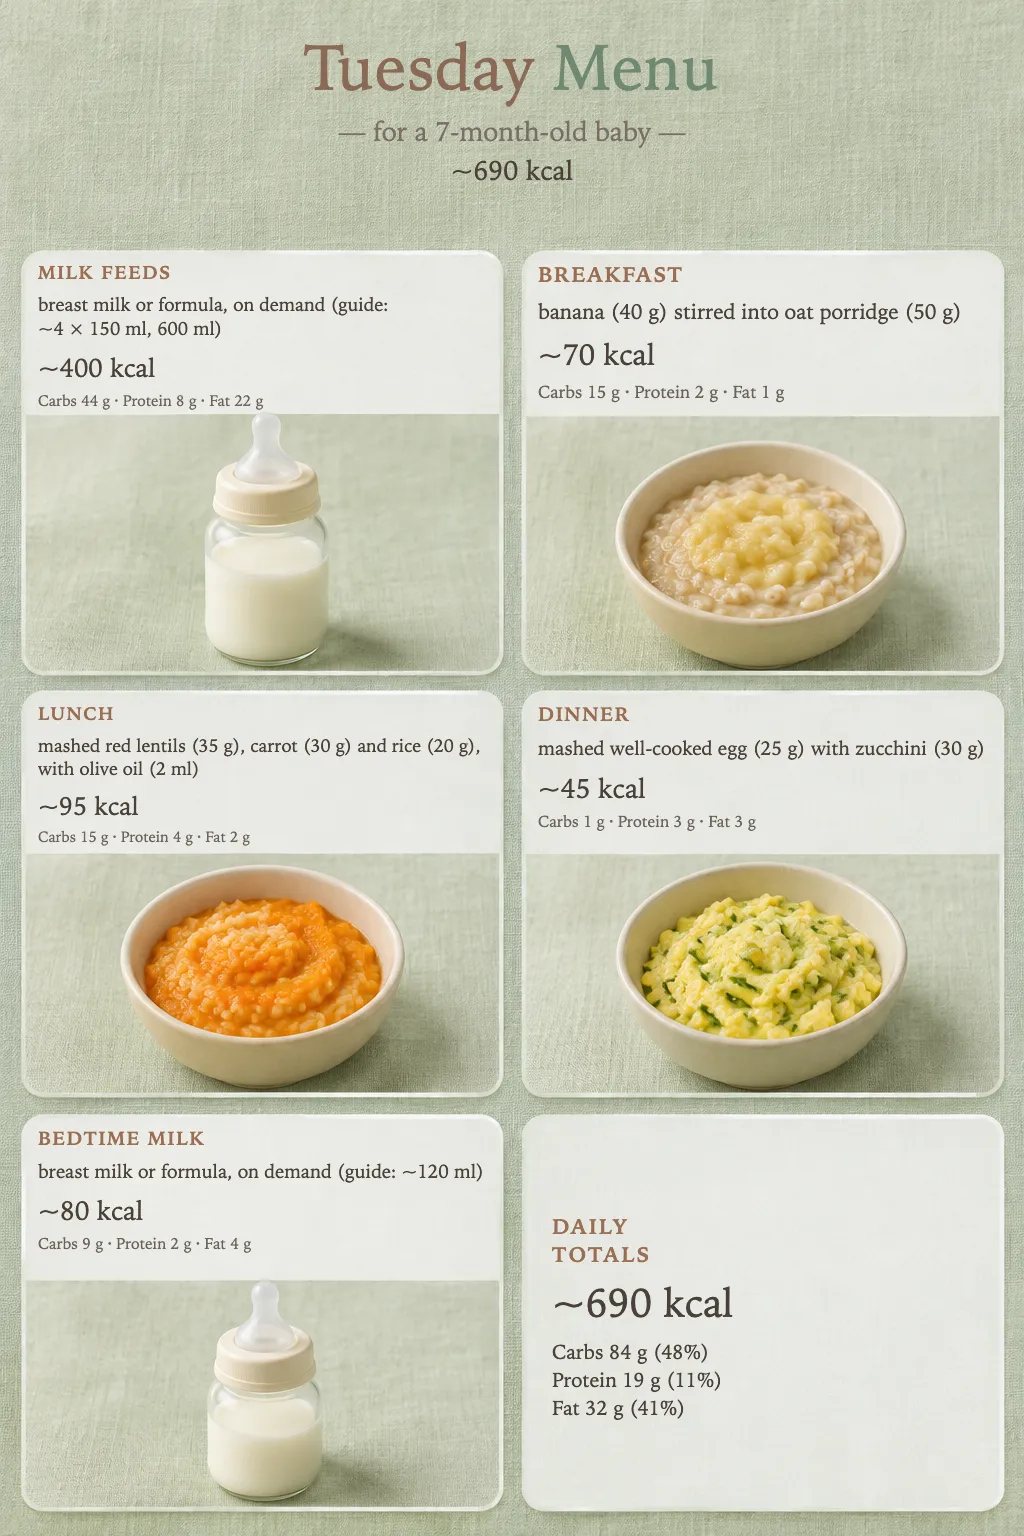 Tuesday Menu
— for a 7-month-old baby —
~690 kcal
MILK FEEDS
breast milk or formula, on demand (guide:
~4 × 150 ml, 600 ml)
~400 kcal
Carbs 44 g · Protein 8 g · Fat 22 g
BREAKFAST
banana (40 g) stirred into oat porridge (50 g)
~70 kcal
Carbs 15 g · Protein 2 g · Fat 1 g
LUNCH
mashed red lentils (35 g), carrot (30 g) and rice (20 g),
with olive oil (2 ml)
~95 kcal
Carbs 15 g · Protein 4 g · Fat 2 g
DINNER
mashed well-cooked egg (25 g) with zucchini (30 g)
~45 kcal
Carbs 1 g · Protein 3 g · Fat 3 g
BEDTIME MILK
breast milk or formula, on demand (guide: ~120 ml)
~80 kcal
Carbs 9 g · Protein 2 g · Fat 4 g
DAILY
TOTALS
~690 kcal
Carbs 84 g (48%)
Protein 19 g (11%)
Fat 32 g (41%)